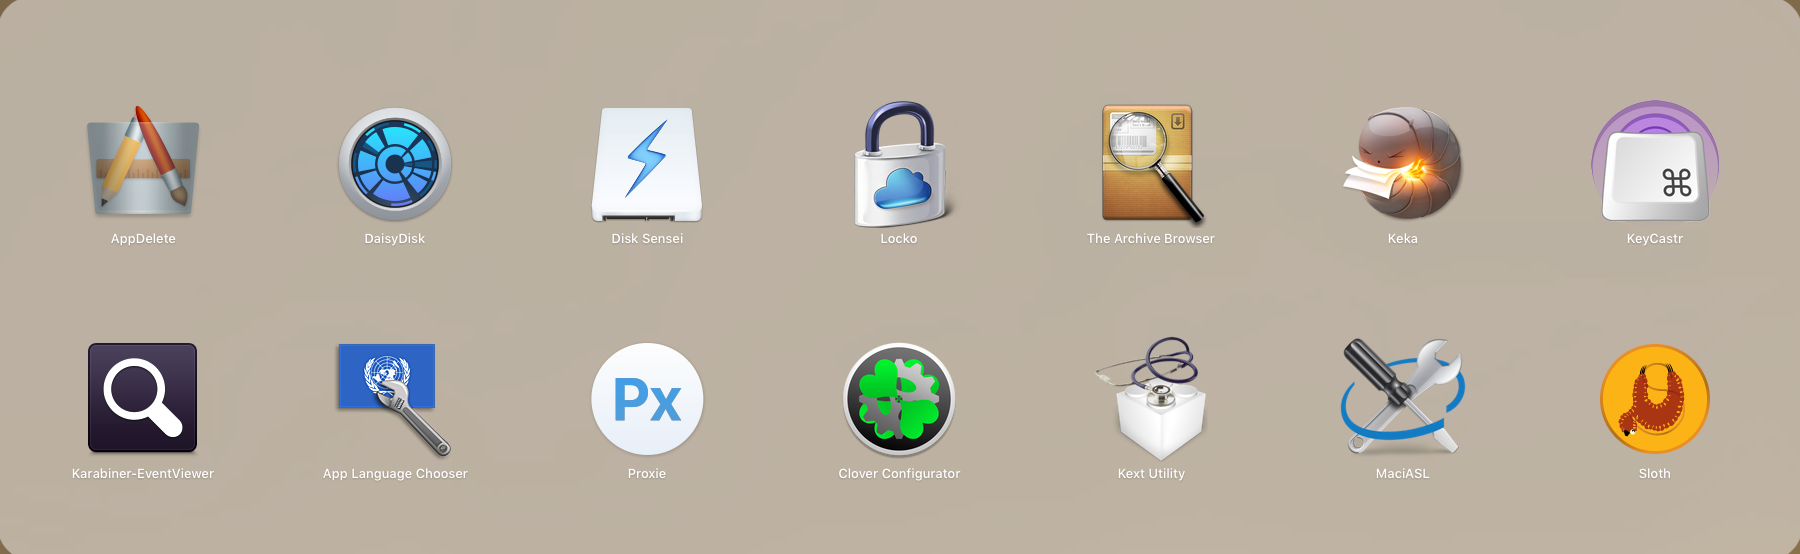 AppDelete
DaisyDisk
Disk Sensei
Locko
The Archive Browser
Keka
KeyCastr
Px
Karabiner-EventViewer
App Language Chooser
Proxie
Clover Configurator
Kext Utility
MaciASL
Sloth